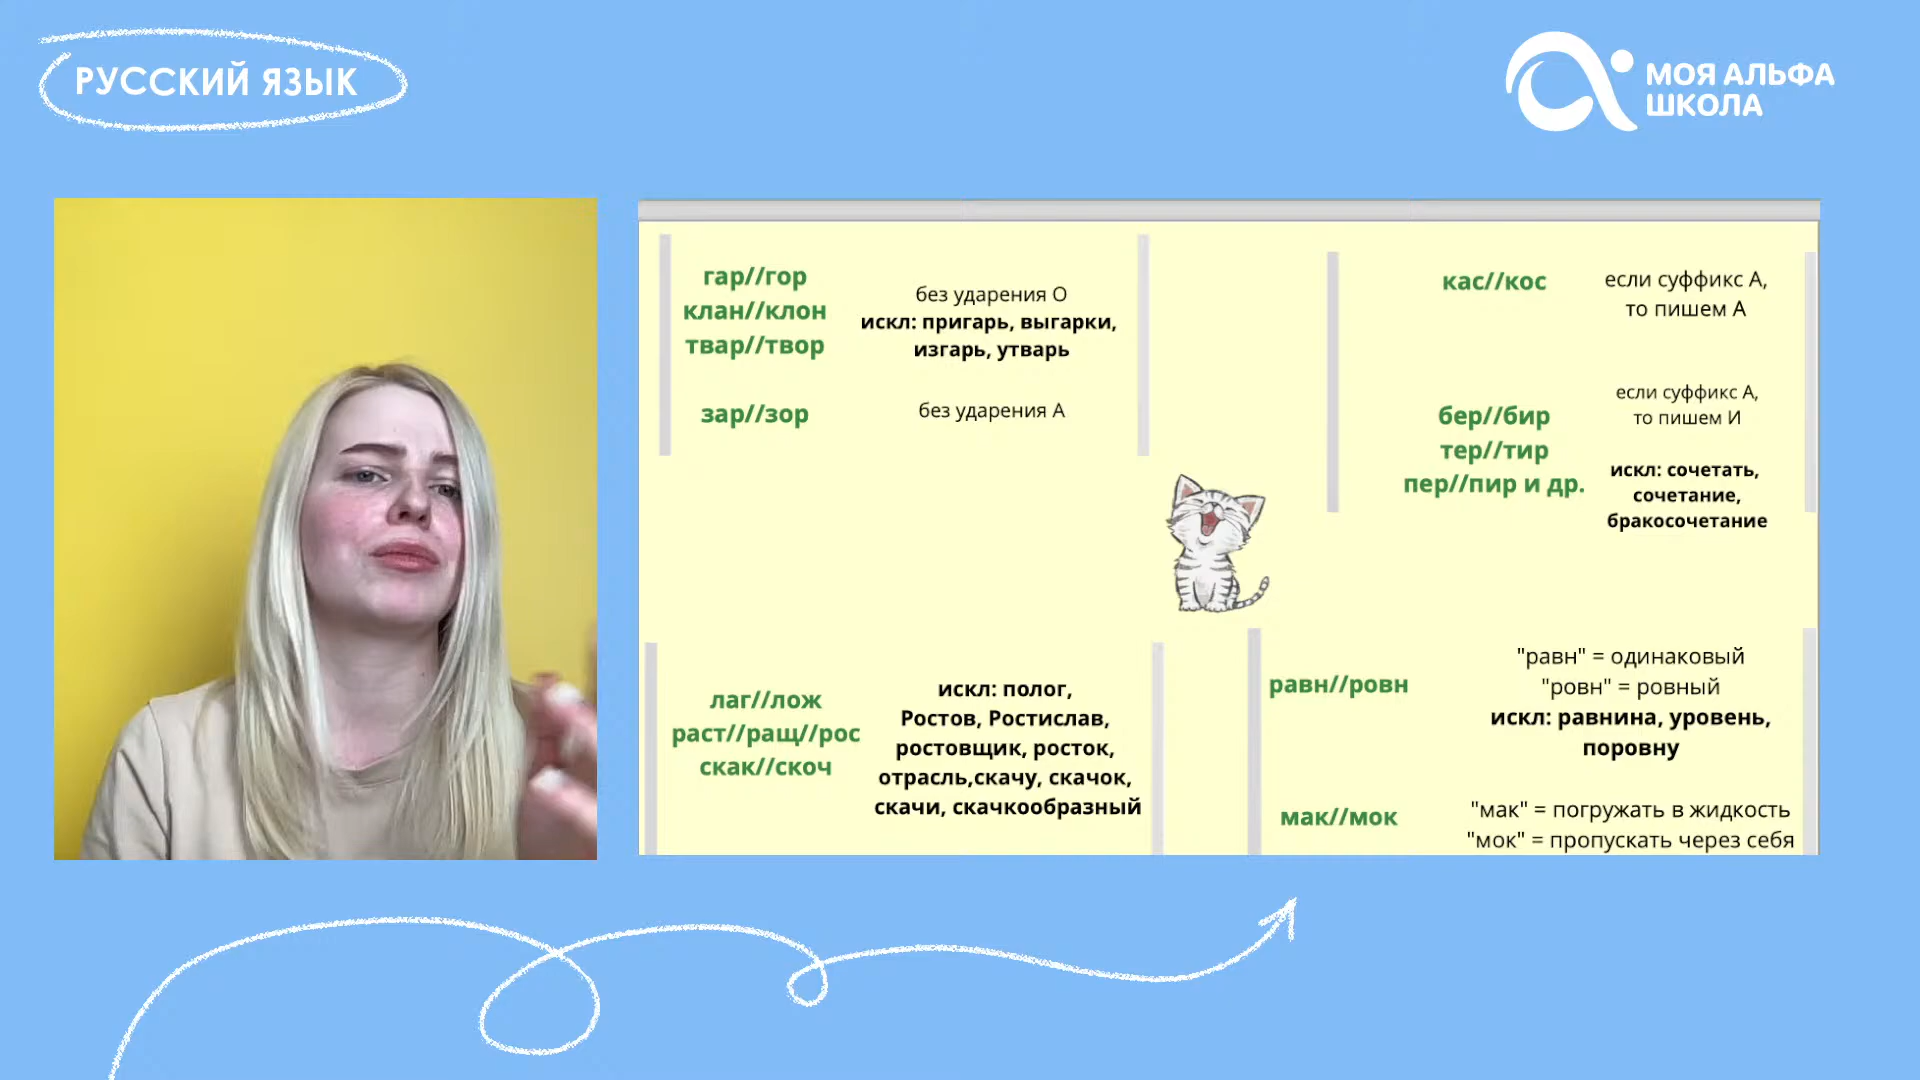 РУССКИЙ ЯЗЫК
МОЯ АЛЬФА
ШКОЛА
гар//гор
клан//клон
твар//твор
без ударения О
искл: пригарь, выгарки,
изгарь, утварь
зар//зор
без ударения А
кас//кос
если суффикс А,
то пишем А
бер//бир
тер//тир
пер//пир и др.
если суффикс А,
то пишем И
искл: сочетать,
сочетание,
бракосочетание
лаг//лож
раст//ращ//рос
скак//скоч
искл: полог,
Ростов, Ростислав,
ростовщик, росток,
отрасль,скачу, скачок,
скачи, скачкообразный
равн//ровн
"равн" = одинаковый
"ровн" = ровный
искл: равнина, уровень,
поровну
мак//мок
"мак" = погружать в жидкость
"мок" = пропускать через себя